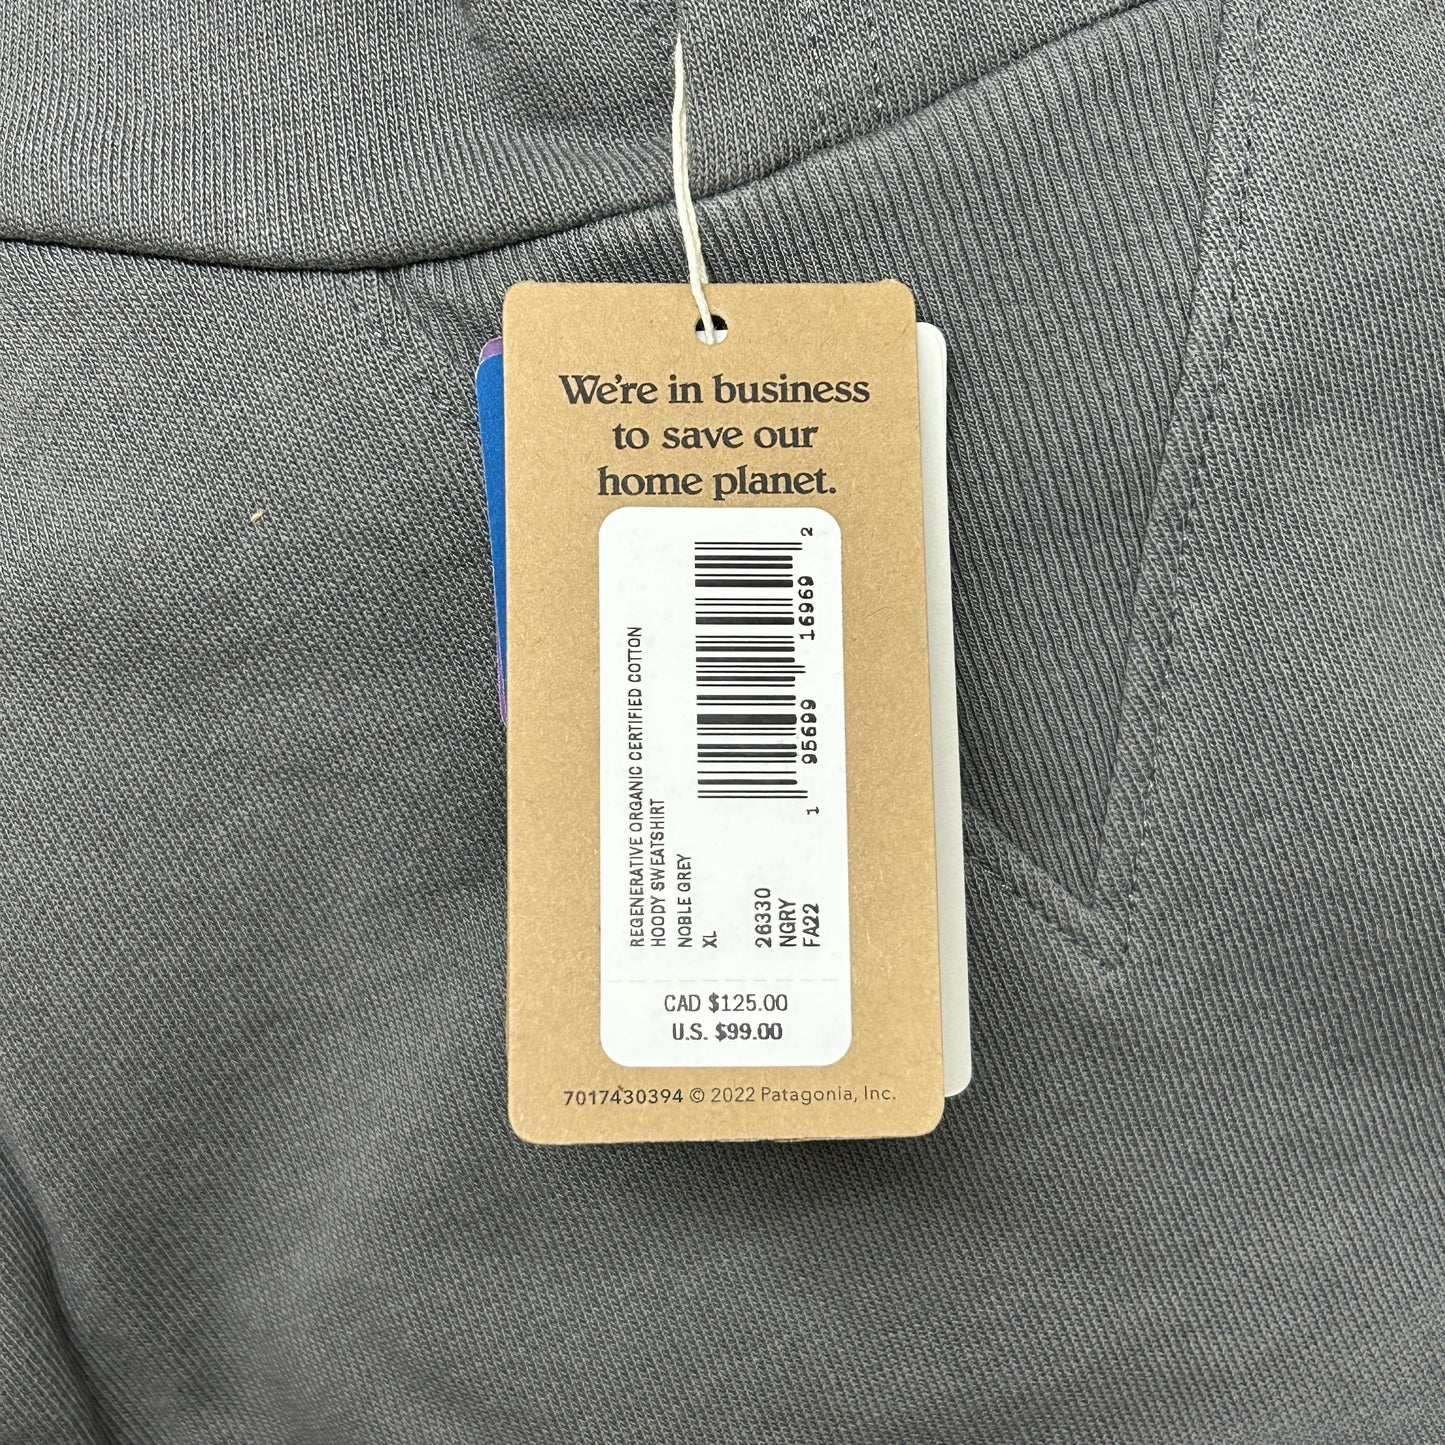 We're in business
to save our
home planet.
REGENERATIVE ORGANIC CERTIFIED COTTON
HOODY SWEATSHIRT
NOBLE GREY
XL
26330
NGRY
FA22
1 95699 16969 2
CAD $125.00
U.S. $99.00
7017430394 © 2022 Patagonia, Inc.